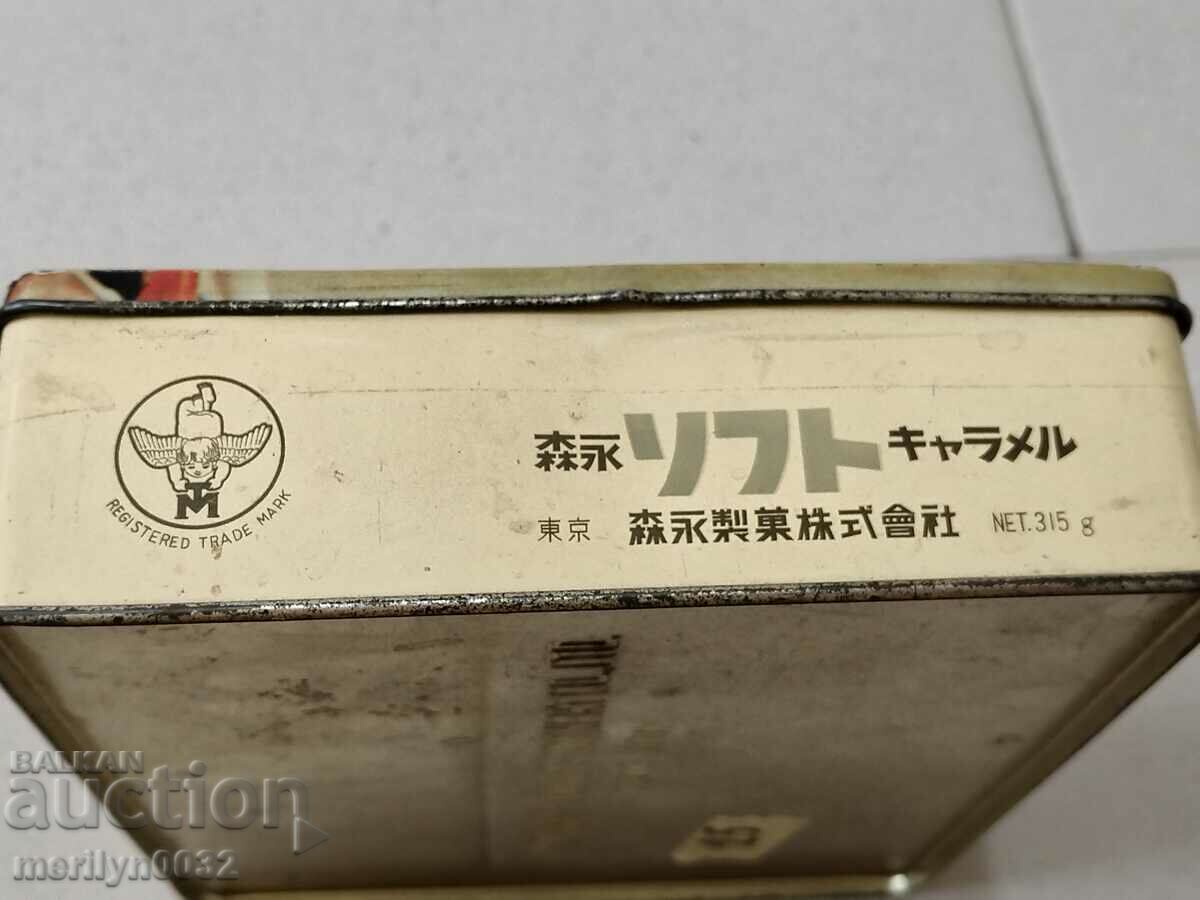 森永ソフトキャラメル
東京 森永製菓株式會社 NET.315 g
TM
REGISTERED TRADE MARK
BALKAN
auction
merilyn0032